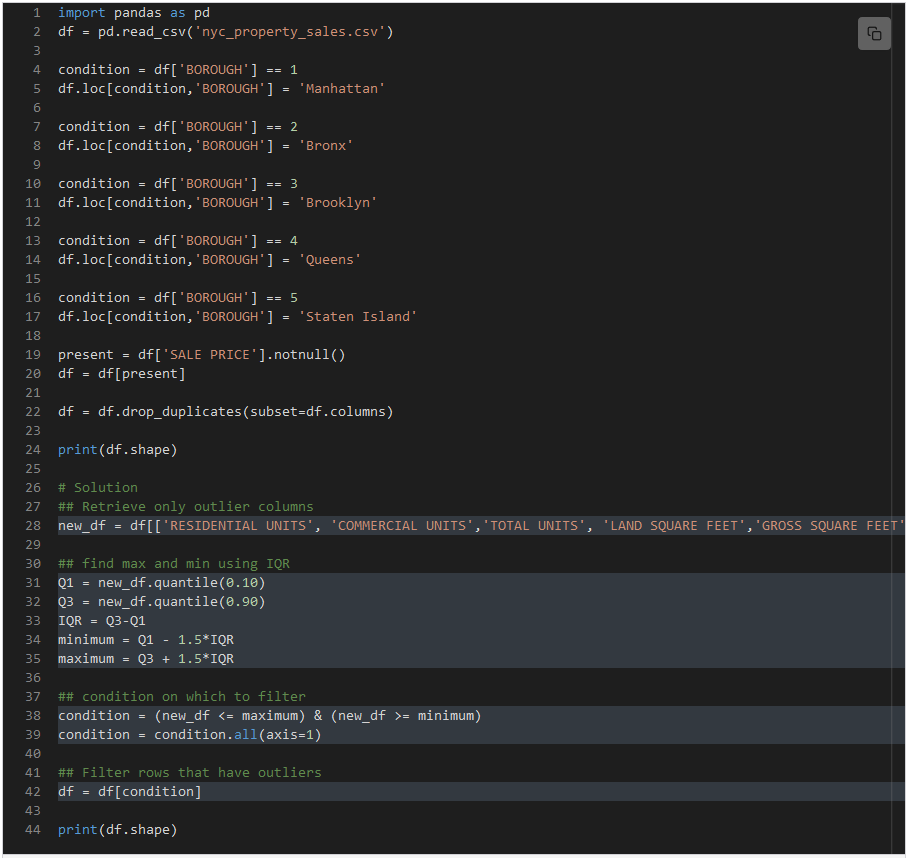 1 import pandas as pd
2 df = pd.read_csv('nyc_property_sales.csv')
3
4 condition = df['BOROUGH'] == 1
5 df.loc[condition,'BOROUGH'] = 'Manhattan'
6
7 condition = df['BOROUGH'] == 2
8 df.loc[condition,'BOROUGH'] = 'Bronx'
9
10 condition = df['BOROUGH'] == 3
11 df.loc[condition,'BOROUGH'] = 'Brooklyn'
12
13 condition = df['BOROUGH'] == 4
14 df.loc[condition,'BOROUGH'] = 'Queens'
15
16 condition = df['BOROUGH'] == 5
17 df.loc[condition,'BOROUGH'] = 'Staten Island'
18
19 present = df['SALE PRICE'].notnull()
20 df = df[present]
21
22 df = df.drop_duplicates(subset=df.columns)
23
24 print(df.shape)
25
26 # Solution
27 ## Retrieve only outlier columns
28 new_df = df[['RESIDENTIAL UNITS', 'COMMERCIAL UNITS','TOTAL UNITS', 'LAND SQUARE FEET','GROSS SQUARE FEET'
29
30 ## find max and min using IQR
31 Q1 = new_df.quantile(0.10)
32 Q3 = new_df.quantile(0.90)
33 IQR = Q3-Q1
34 minimum = Q1 - 1.5*IQR
35 maximum = Q3 + 1.5*IQR
36
37 ## condition on which to filter
38 condition = (new_df <= maximum) & (new_df >= minimum)
39 condition = condition.all(axis=1)
40
41 ## Filter rows that have outliers
42 df = df[condition]
43
44 print(df.shape)